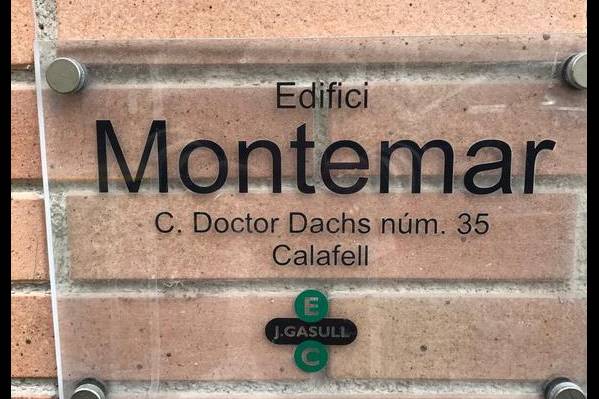 Edifici
Montemar
C. Doctor Dachs núm. 35
Calafell
E
J.GASULL
C